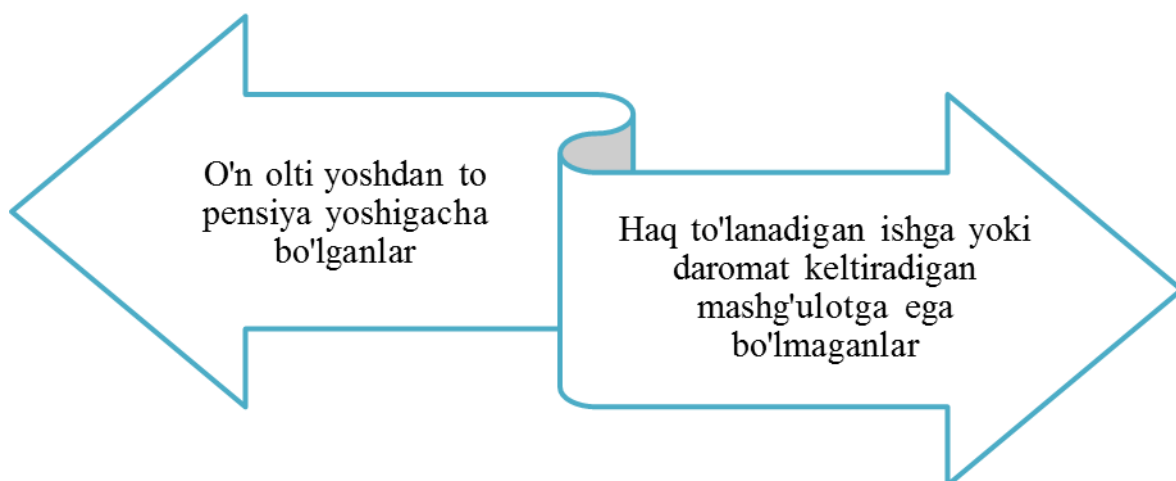 O'n olti yoshdan to
pensiya yoshigacha
bo'lganlar
Haq to'lanadigan ishga yoki
daromat keltiradigan
mashg'ulotga ega
bo'lmaganlar